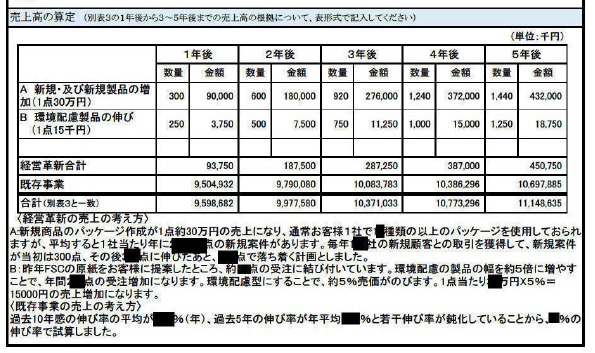 売上高の算定 (別表3の1年後から3～5年後までの売上高の根拠について、表形式で記入してください)
(単位:千円)
1年後 2年後 3年後 4年後 5年後
数量 金額 数量 金額 数量 金額 数量 金額 数量 金額
A 新規・及び新規製品の増加(1点30万円) 300 90,000 600 180,000 920 276,000 1,240 372,000 1,440 432,000
B 環境配慮製品の伸び(1点15千円) 250 3,750 500 7,500 750 11,250 1,000 15,000 1,250 18,750
経営革新合計 93,750 187,500 287,250 387,000 450,750
既存事業 9,504,932 9,790,080 10,083,783 10,386,296 10,697,885
合計(別表3と一致) 9,598,682 9,977,580 10,371,033 10,773,296 11,148,635
〈経営革新の売上の考え方〉
A:新規商品のパッケージ作成が1点約30万円の売上になり、通常お客様1社で 種類の以上のパッケージを使用しておられ
ますが、平均すると1社当たり年に 点の新規案件があります。毎年 社の新規顧客との取引を獲得して、新規案件
が当初は300点、その後 点に伸びたあと、 点で落ち着く計画としました。
B:昨年FSCの原紙をお客様に提案したところ、約 点の受注に結び付いています。環境配慮の製品の幅を約5倍に増やす
ことで、年間2 点の受注増加になります。環境配慮型にすることで、約5%売価がのびます。1点当たり 万円X5%=
15000円の売上増加になります。
〈既存事業の売上の考え方〉
過去10年感の伸び率の平均が %(年)、過去5年の伸び率が年平均 %と若干伸び率が鈍化していることから、 %の
伸び率で試算しました。